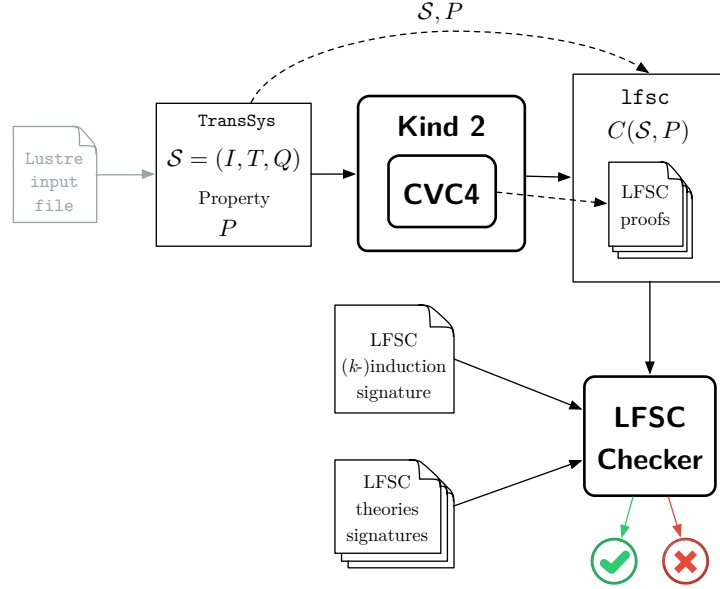 𝒮, P
Lustre
input
file
TransSys
𝒮 = (I, T, Q)
Property
P
Kind 2
CVC4
lfsc
C(𝒮, P)
LFSC
proofs
LFSC
(k-)induction
signature
LFSC
theories
signatures
LFSC
Checker